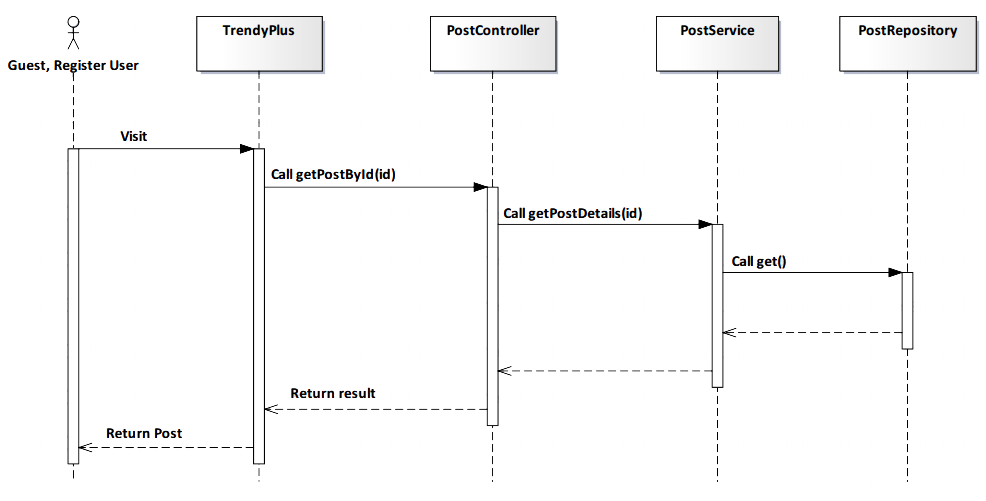 TrendyPlus
PostController
PostService
PostRepository
Guest, Register User
Visit
Call getPostById(id)
Call getPostDetails(id)
Call get()
Return result
Return Post